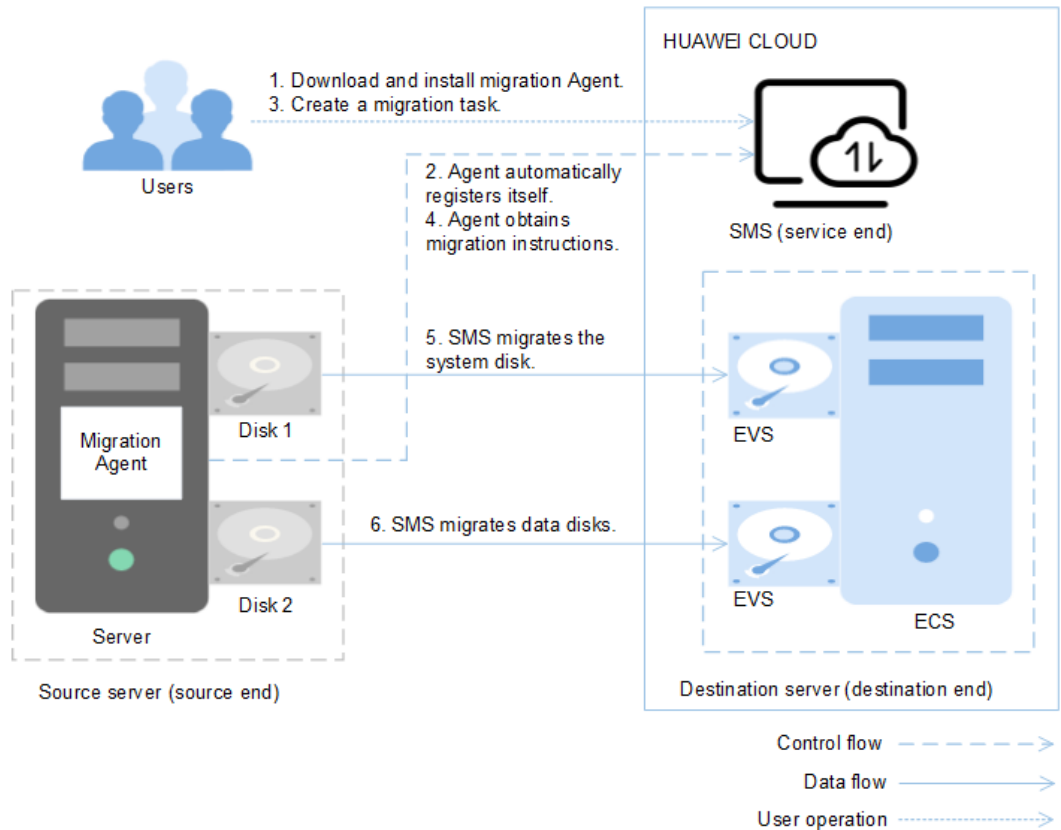 HUAWEI CLOUD
1. Download and install migration Agent.
3. Create a migration task.
Users
2. Agent automatically
registers itself.
4. Agent obtains
migration instructions.
SMS (service end)
5. SMS migrates the
system disk.
Disk 1
EVS
Migration
Agent
6. SMS migrates data disks.
Disk 2
EVS
Server
ECS
Source server (source end)
Destination server (destination end)
Control flow
Data flow
User operation